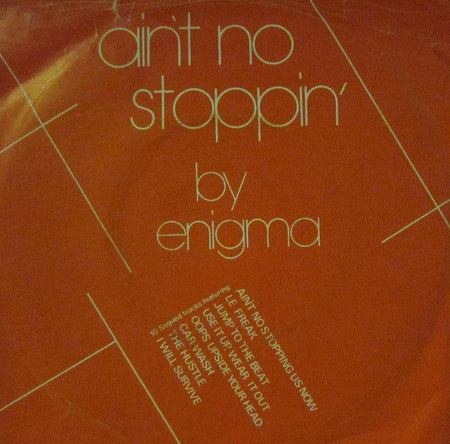 ain't no
stoppin'
by
enigma
10 Segued tracks featuring
AIN'T NO STOPPING US NOW
LE FREAK
JUMP TO THE BEAT
USE IT UP WEAR IT OUT
OOPS UPSIDE YOUR HEAD
CAR WASH
THE HUSTLE
I WILL SURVIVE